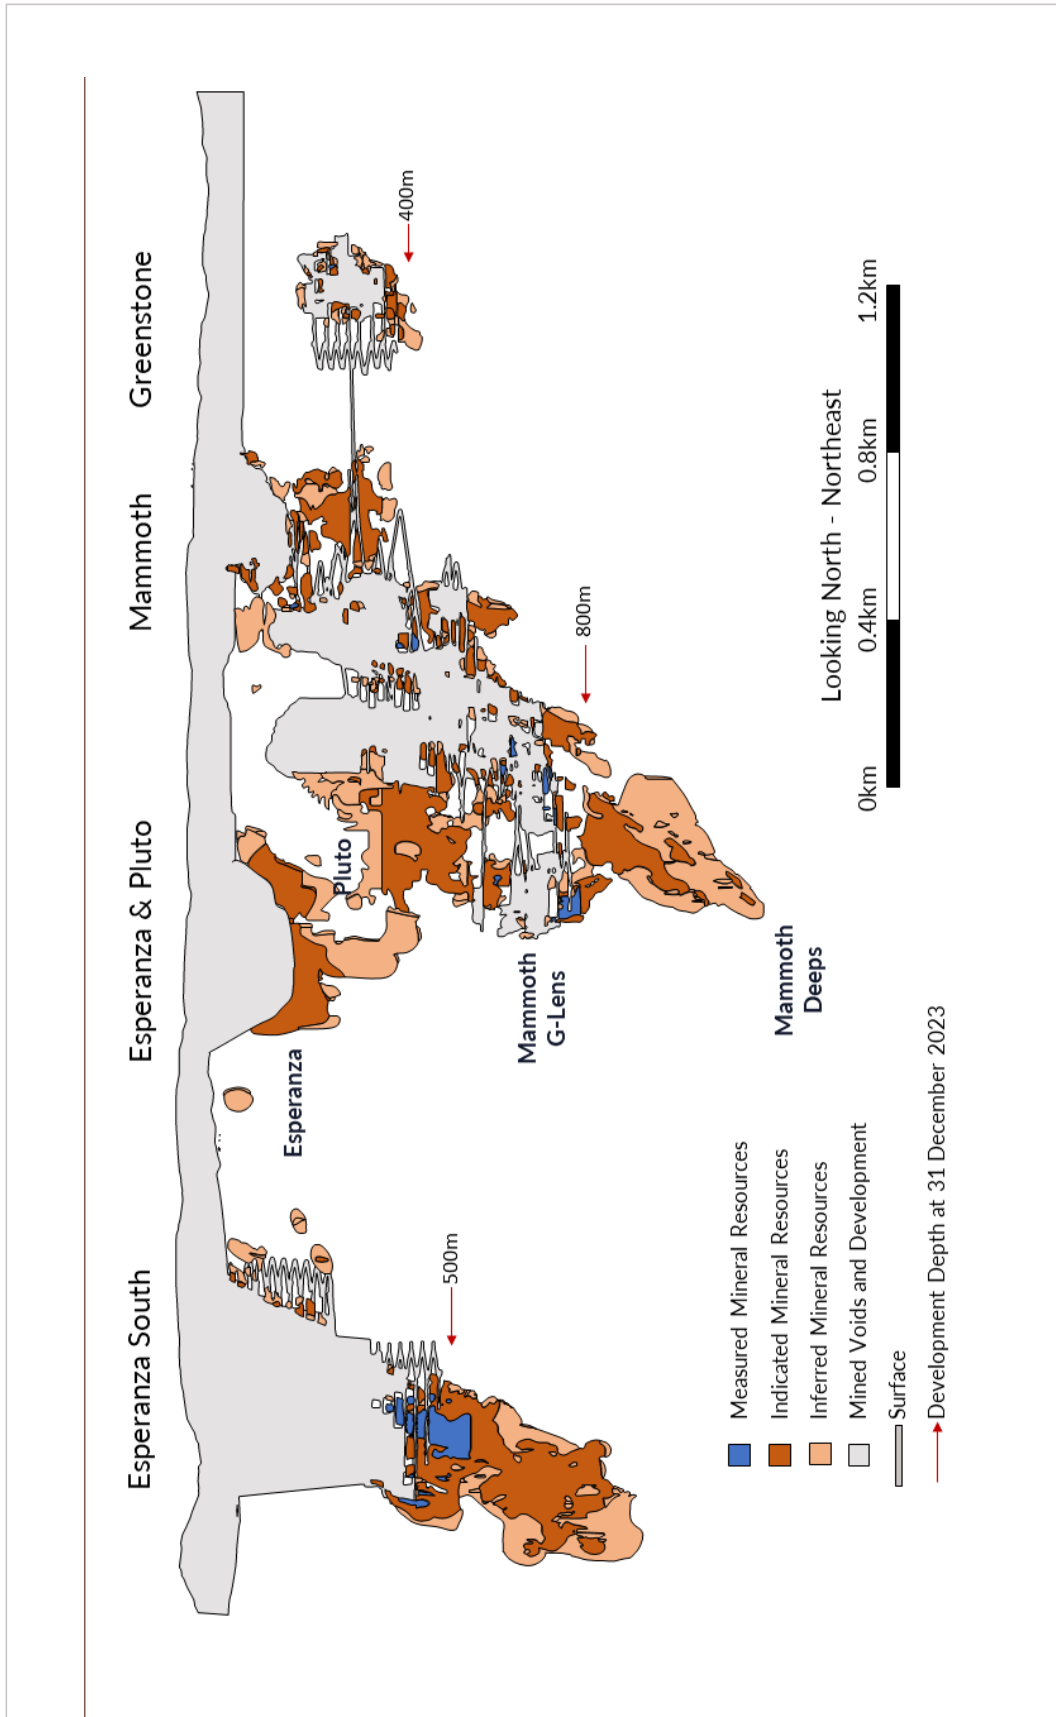 Esperanza South
Esperanza & Pluto
Mammoth
Greenstone
400m
Pluto
Esperanza
500m
800m
Mammoth
G-Lens
Mammoth
Deeps
Measured Mineral Resources
Indicated Mineral Resources
Inferred Mineral Resources
Mined Voids and Development
Surface
Development Depth at 31 December 2023
Looking North - Northeast
0km
0.4km
0.8km
1.2km